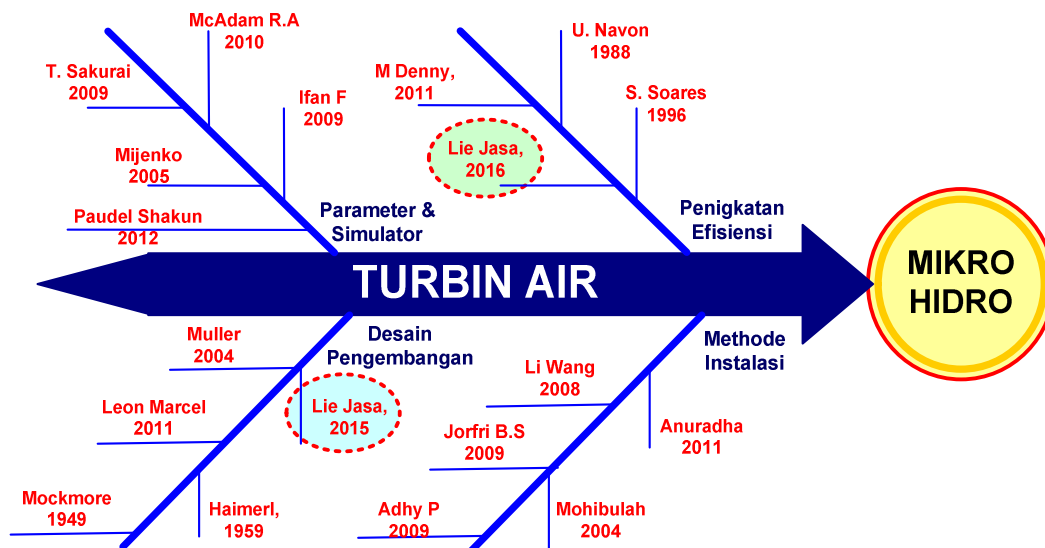 McAdam R.A
2010
T. Sakurai
2009
Ifan F
2009
Mijenko
2005
Paudel Shakun
2012
Parameter &
Simulator
U. Navon
1988
M Denny,
2011
S. Soares
1996
Lie Jasa,
2016
Penigkatan
Efisiensi
TURBIN AIR
MIKRO
HIDRO
Muller
2004
Desain
Pengembangan
Leon Marcel
2011
Lie Jasa,
2015
Mockmore
1949
Haimerl,
1959
Methode
Instalasi
Li Wang
2008
Anuradha
2011
Jorfri B.S
2009
Adhy P
2009
Mohibulah
2004